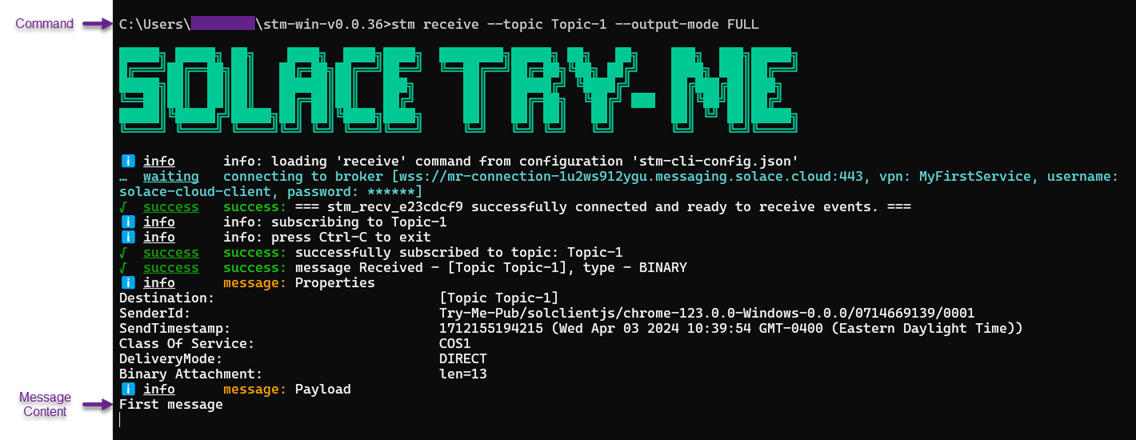 Command
C:\Users\ \stm-win-v0.0.36>stm receive --topic Topic-1 --output-mode FULL
SOLACE TRY-ME
info info: loading 'receive' command from configuration 'stm-cli-config.json'
… waiting connecting to broker [wss://mr-connection-1u2ws912ygu.messaging.solace.cloud:443, vpn: MyFirstService, username:
solace-cloud-client, password: ******]
√ success success: === stm_recv_e23cdcf9 successfully connected and ready to receive events. ===
info info: subscribing to Topic-1
info info: press Ctrl-C to exit
√ success success: successfully subscribed to topic: Topic-1
√ success success: message Received - [Topic Topic-1], type - BINARY
info message: Properties
Destination: [Topic Topic-1]
SenderId: Try-Me-Pub/solclientjs/chrome-123.0.0-Windows-0.0.0/0714669139/0001
SendTimestamp: 1712155194215 (Wed Apr 03 2024 10:39:54 GMT-0400 (Eastern Daylight Time))
Class Of Service: COS1
DeliveryMode: DIRECT
Binary Attachment: len=13
info message: Payload
Message
Content
First message